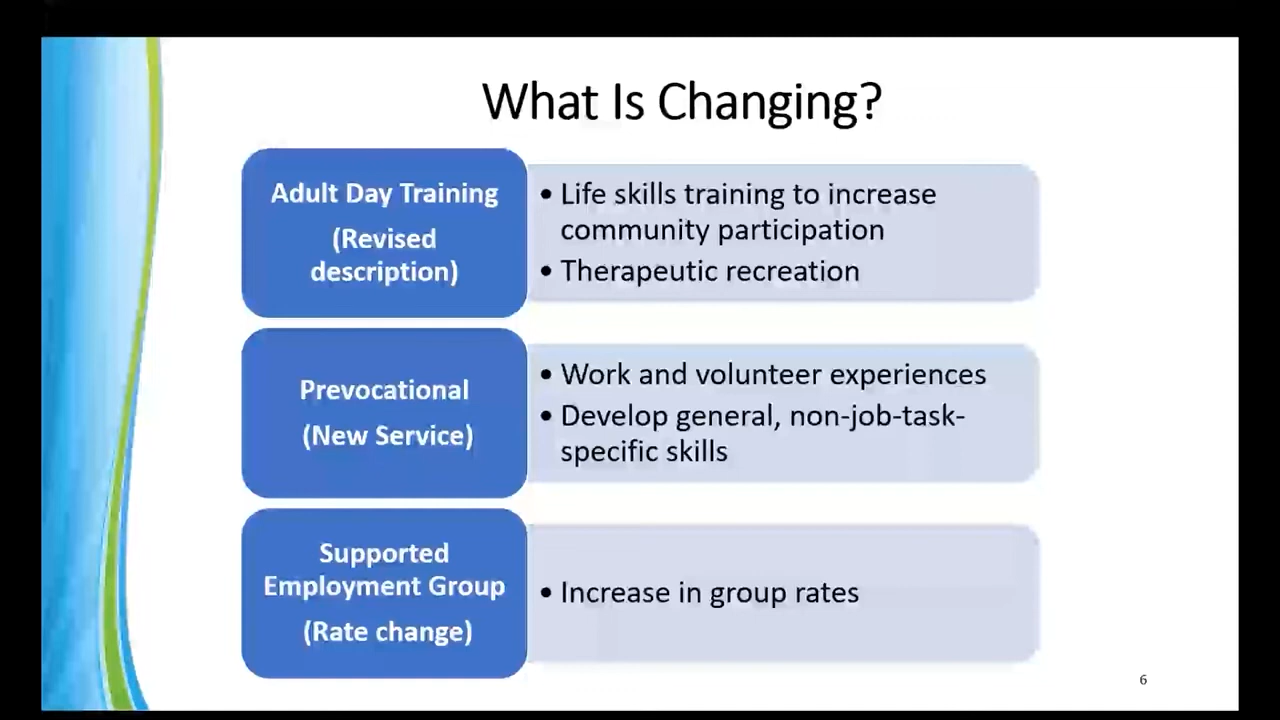 What Is Changing?
Adult Day Training
(Revised
description)
• Life skills training to increase
community participation
• Therapeutic recreation
Prevocational
(New Service)
• Work and volunteer experiences
• Develop general, non-job-task-
specific skills
Supported
Employment Group
(Rate change)
• Increase in group rates
6